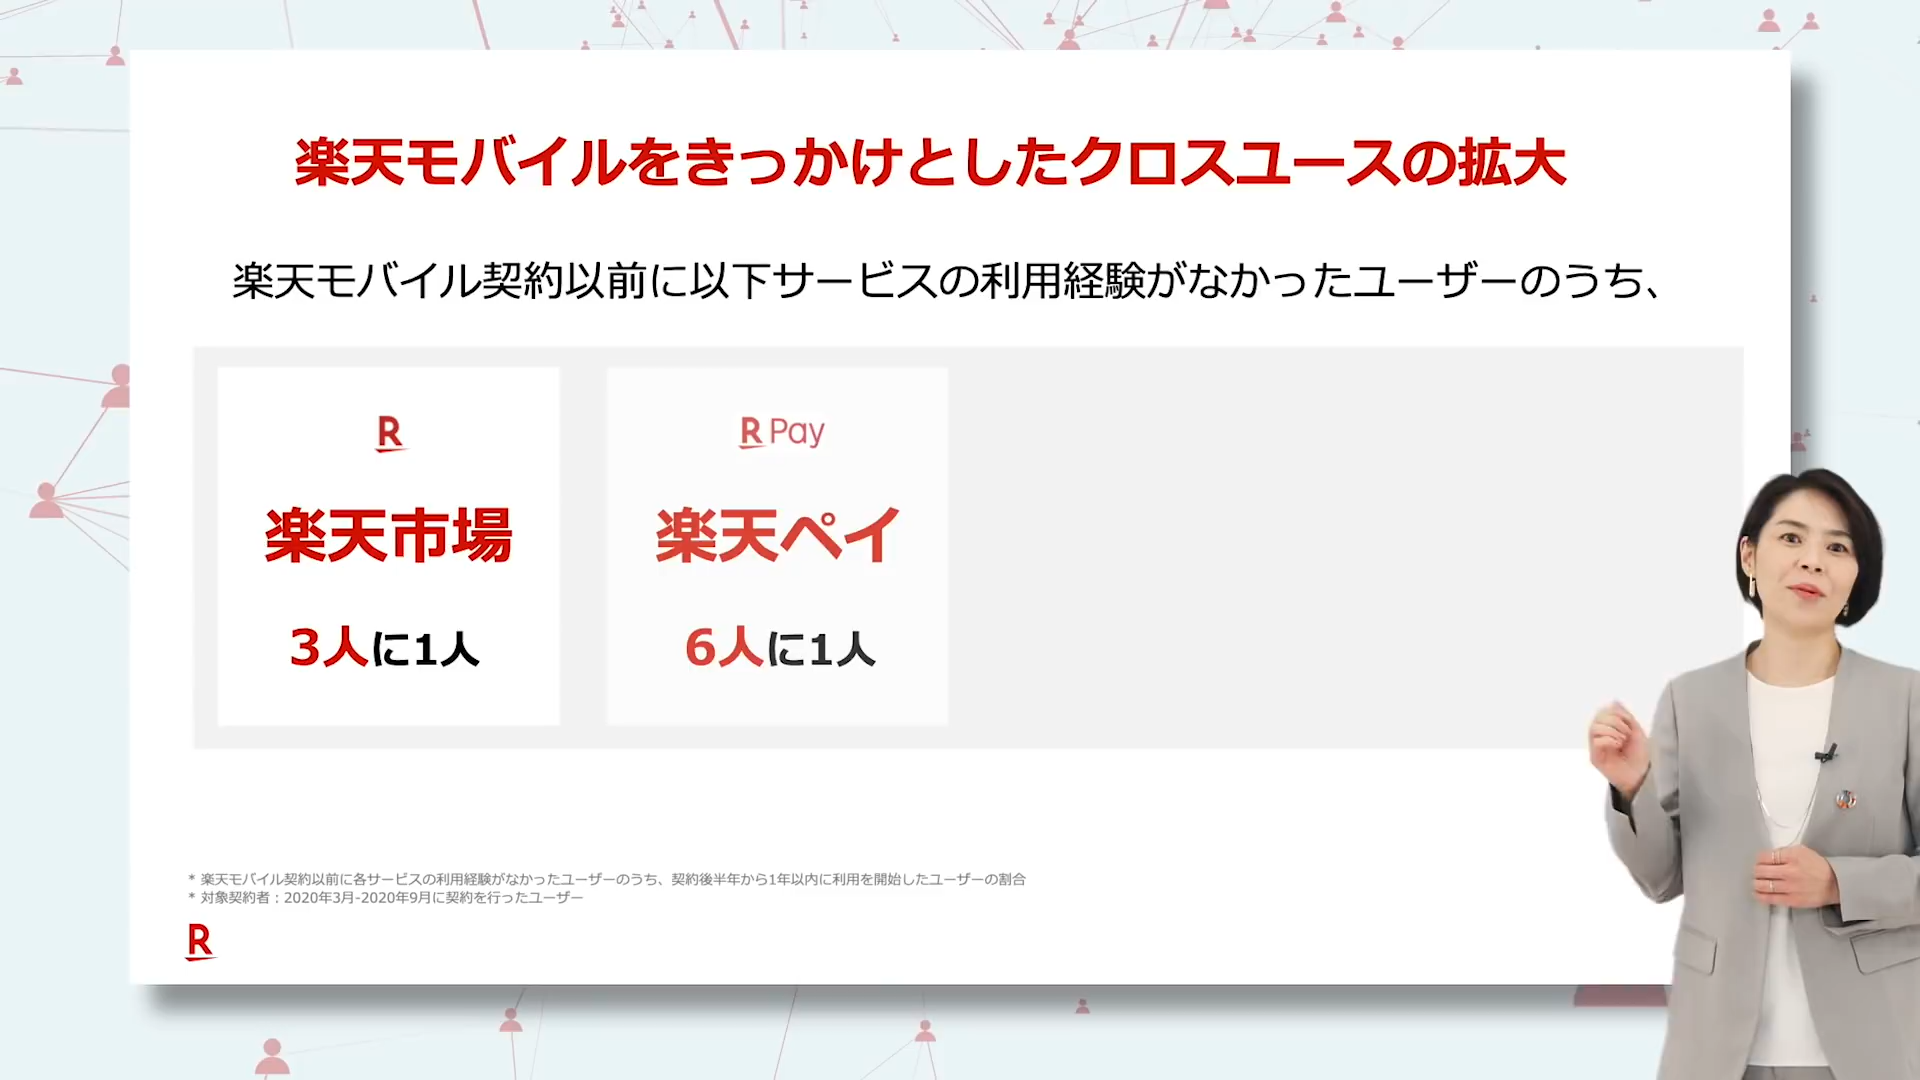 楽天モバイルをきっかけとしたクロスユースの拡大
楽天モバイル契約以前に以下サービスの利用経験がなかったユーザーのうち、
R
楽天市場
3人に1人
R Pay
楽天ペイ
6人に1人
* 楽天モバイル契約以前に各サービスの利用経験がなかったユーザーのうち、契約後半年から1年以内に利用を開始したユーザーの割合
* 対象契約者：2020年3月-2020年9月に契約を行ったユーザー
R